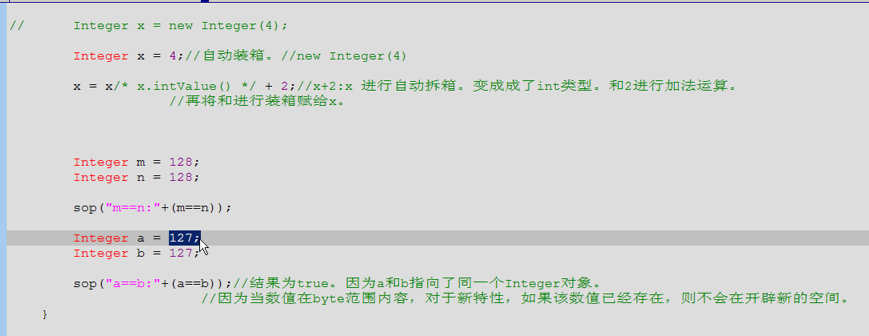 //      Integer x = new Integer(4);
Integer x = 4;//自动装箱。//new Integer(4)
x = x/* x.intValue() */ + 2;//x+2:x 进行自动拆箱。变成成了int类型。和2进行加法运算。
//再将和进行装箱赋给x。
Integer m = 128;
Integer n = 128;
sop("m==n:"+(m==n));
Integer a = 127;
Integer b = 127;
sop("a==b:"+(a==b));//结果为true。因为a和b指向了同一个Integer对象。
//因为当数值在byte范围内容，对于新特性，如果该数值已经存在，则不会在开辟新的空间。
}